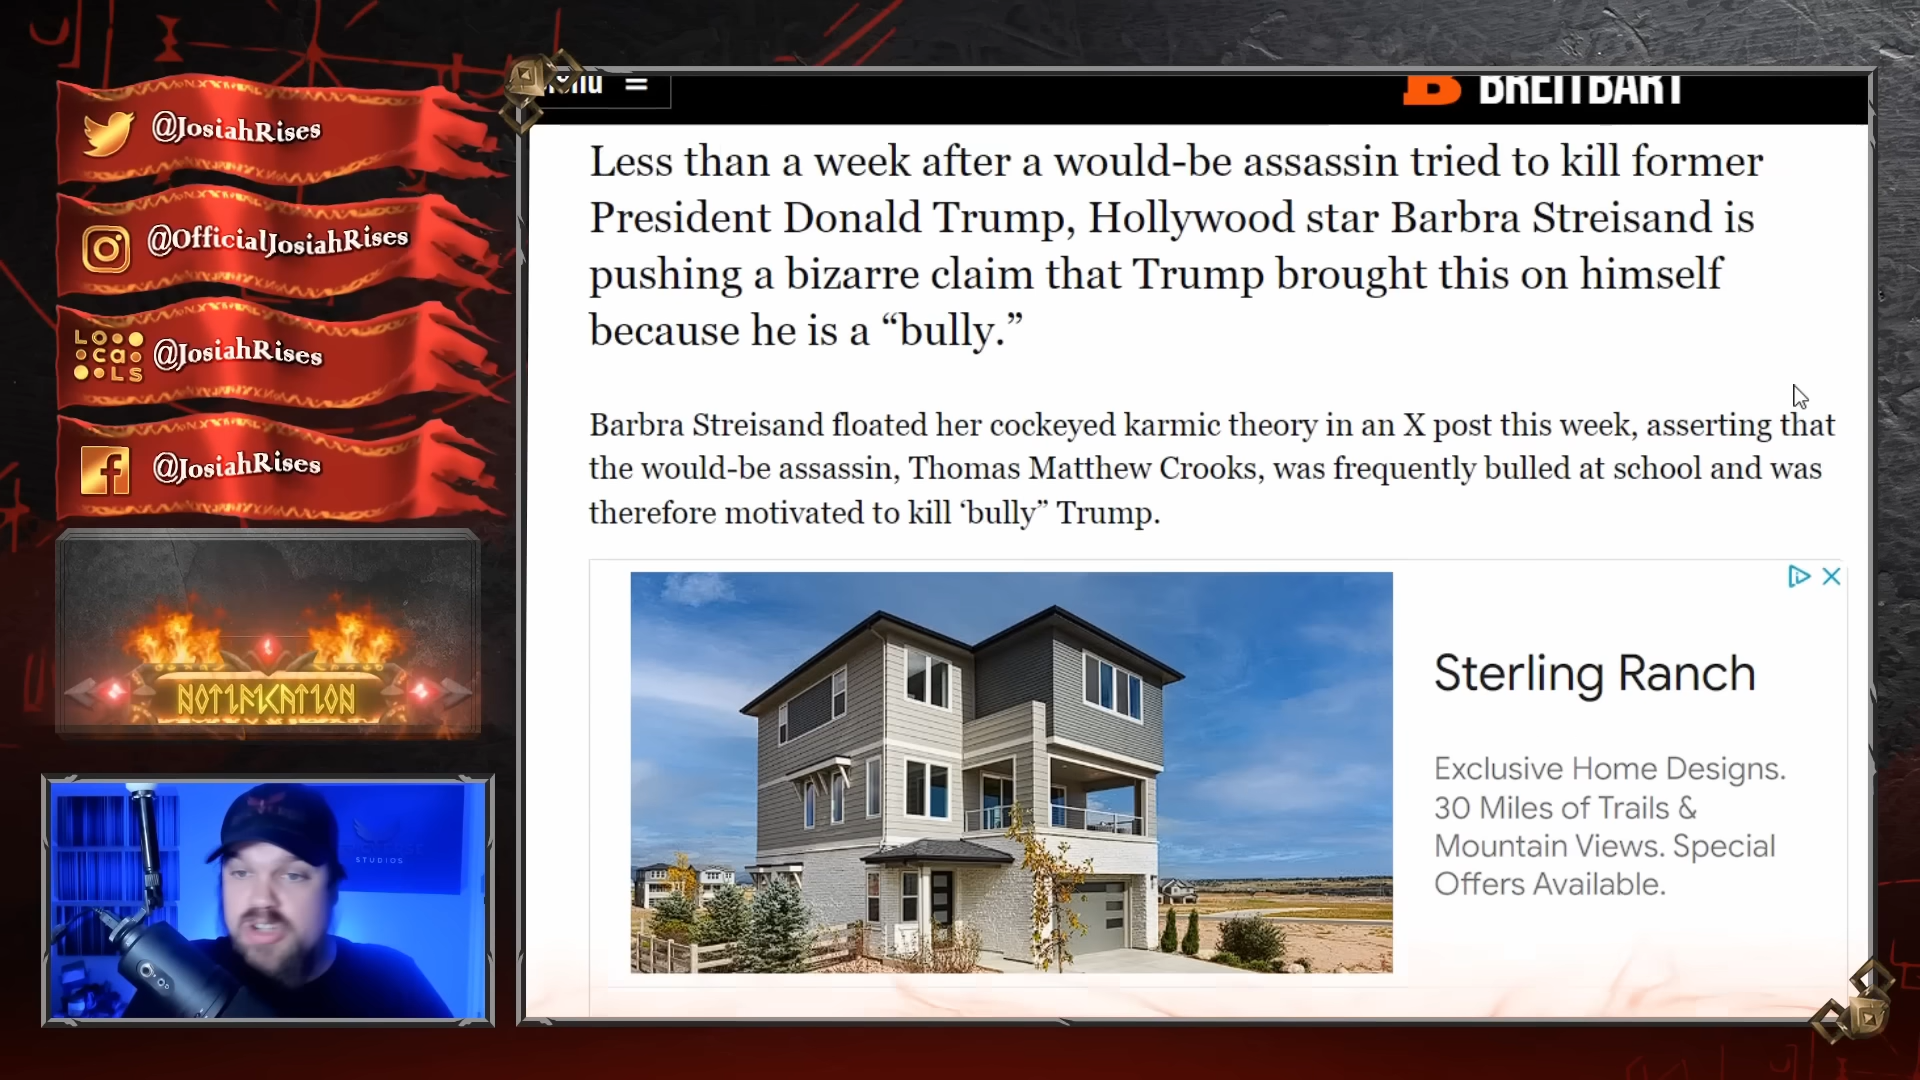 @JosiahRises
@OfficialJosiahRises
LOcaLS @JosiahRises
@JosiahRises
NOTIFICATION
STUDIOS
BREITBART
Less than a week after a would-be assassin tried to kill former
President Donald Trump, Hollywood star Barbra Streisand is
pushing a bizarre claim that Trump brought this on himself
because he is a “bully.”
Barbra Streisand floated her cockeyed karmic theory in an X post this week, asserting that
the would-be assassin, Thomas Matthew Crooks, was frequently bulled at school and was
therefore motivated to kill ‘bully” Trump.
Sterling Ranch
Exclusive Home Designs.
30 Miles of Trails &
Mountain Views. Special
Offers Available.